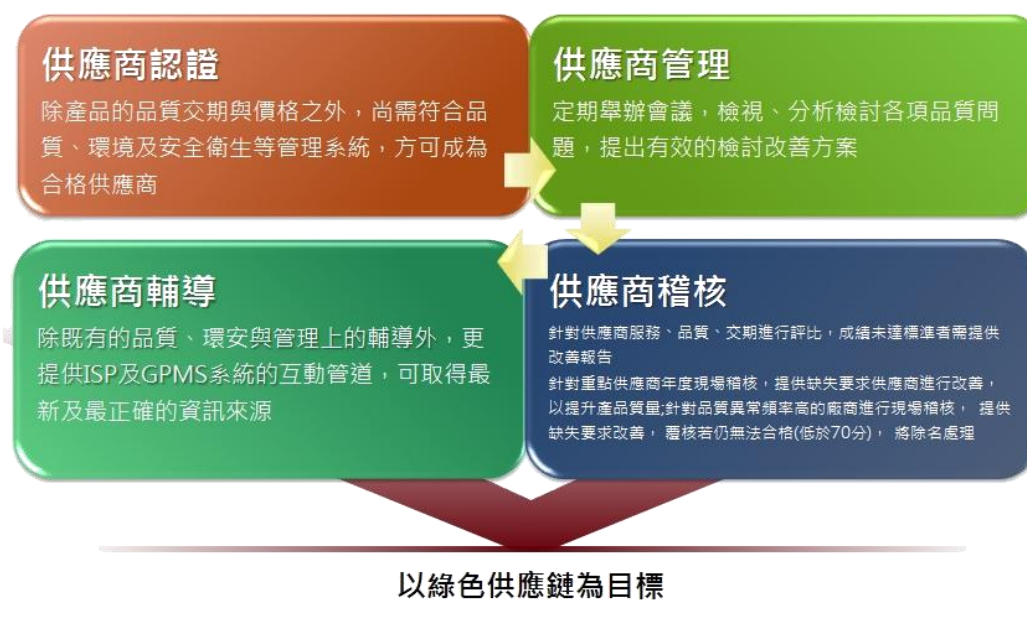 供應商認證
除產品的品質交期與價格之外，尚需符合品
質、環境及安全衛生等管理系統，方可成為
合格供應商
供應商管理
定期舉辦會議，檢視、分析檢討各項品質問
題，提出有效的檢討改善方案
供應商稽核
針對供應商服務、品質、交期進行評比，成績未達標準者需提供
改善報告
針對重點供應商年度現場稽核，提供缺失要求供應商進行改善，
以提升產品質量;針對品質異常頻率高的廠商進行現場稽核， 提供
缺失要求改善， 覆核若仍無法合格(低於70分)， 將除名處理
供應商輔導
除既有的品質、環安與管理上的輔導外，更
提供ISP及GPMS系統的互動管道，可取得最
新及最正確的資訊來源
以綠色供應鏈為目標